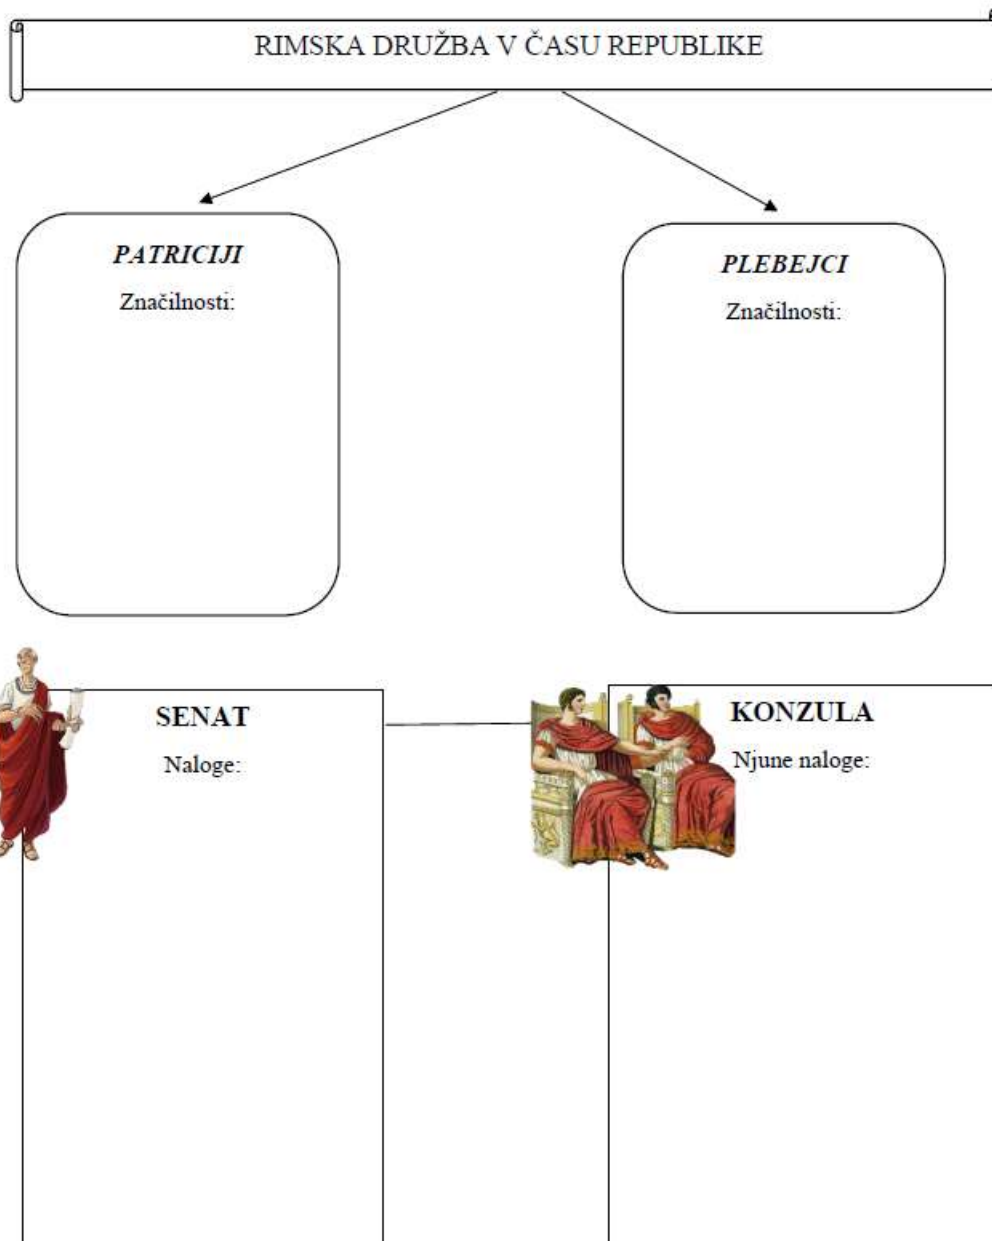 RIMSKA DRUŽBA V ČASU REPUBLIKE
PATRICIJI
Značilnosti:
PLEBEJCI
Značilnosti:
SENAT
Naloge:
KONZULA
Njune naloge: